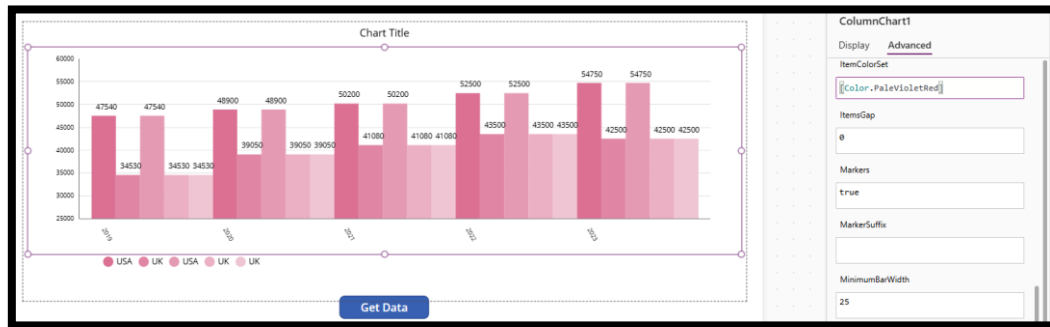 Chart Title
60000
55000
50000
45000
40000
35000
30000
25000
47540 34530 47540 34530 34530
48900 39050 48900 39050 39050
50200 41080 50200 41080 41080
52500 43500 52500 43500 43500
54750 42500 54750 42500 42500
2019 2020 2021 2022 2023
USA UK USA UK UK
Get Data
ColumnChart1
Display Advanced
ItemColorSet
[Color.PaleVioletRed]
ItemsGap
0
Markers
true
MarkerSuffix
MinimumBarWidth
25